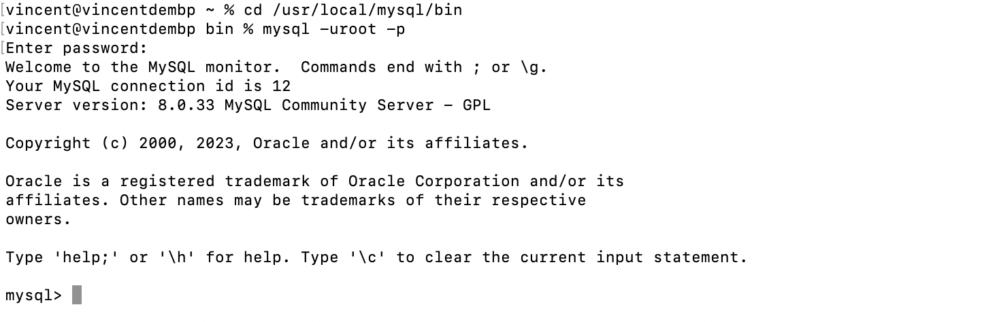 [vincent@vincentdembp ~ % cd /usr/local/mysql/bin
[vincent@vincentdembp bin % mysql -uroot -p
[Enter password:
Welcome to the MySQL monitor.  Commands end with ; or \g.
Your MySQL connection id is 12
Server version: 8.0.33 MySQL Community Server - GPL

Copyright (c) 2000, 2023, Oracle and/or its affiliates.

Oracle is a registered trademark of Oracle Corporation and/or its
affiliates. Other names may be trademarks of their respective
owners.

Type 'help;' or '\h' for help. Type '\c' to clear the current input statement.

mysql>